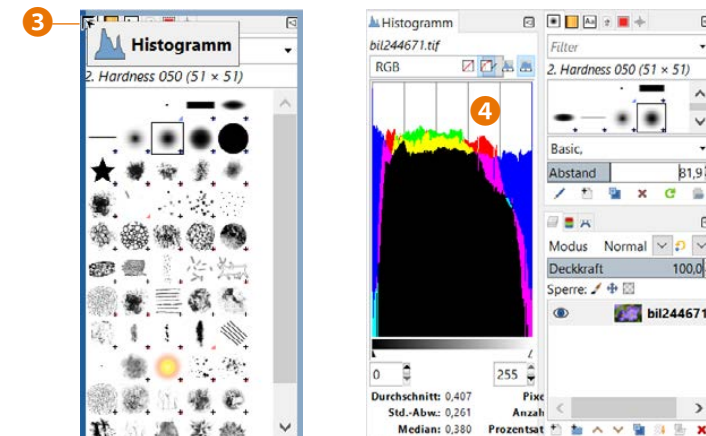 3
Histogramm
2. Hardness 050 (51 × 51)
Histogramm
bil244671.tif
RGB
4
0
255
Durchschnitt: 0,407
Std.-Abw.: 0,261
Median: 0,380
Pixe
Anzah
Prozentsat
Filter
2. Hardness 050 (51 × 51)
Basic,
Abstand 81,9
Modus Normal
Deckkraft 100,0
Sperre:
bil244671